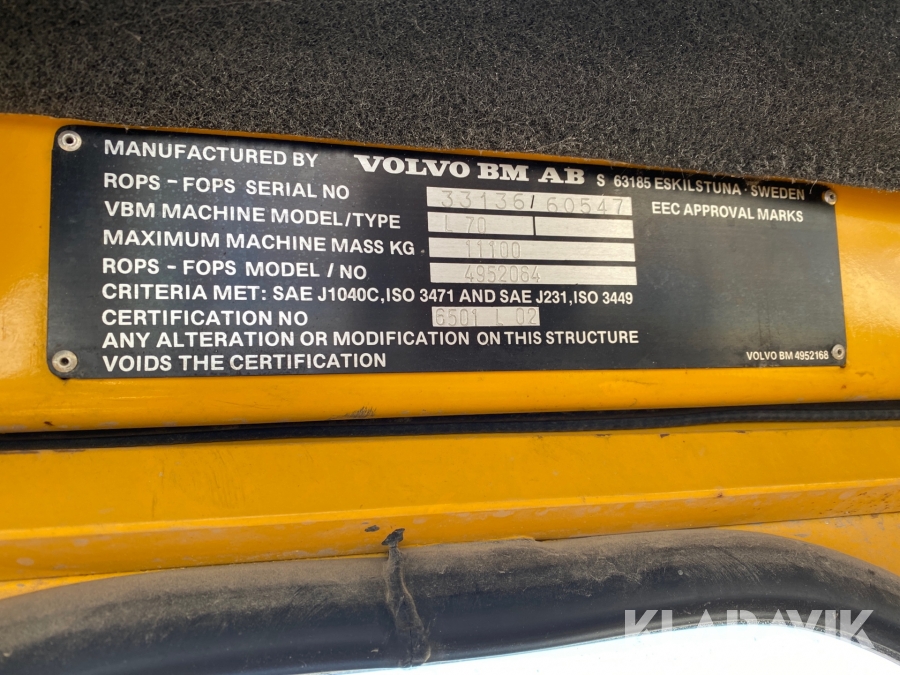 MANUFACTURED BY VOLVO BM AB S 63185 ESKILSTUNA - SWEDEN
ROPS - FOPS SERIAL NO 33136/60547 EEC APPROVAL MARKS
VBM MACHINE MODEL/TYPE L 70
MAXIMUM MACHINE MASS KG 11100
ROPS - FOPS MODEL / NO 4952064
CRITERIA MET: SAE J1040C, ISO 3471 AND SAE J231, ISO 3449
CERTIFICATION NO 6501 L 02
ANY ALTERATION OR MODIFICATION ON THIS STRUCTURE
VOIDS THE CERTIFICATION VOLVO BM 4952168
KLARAVIK